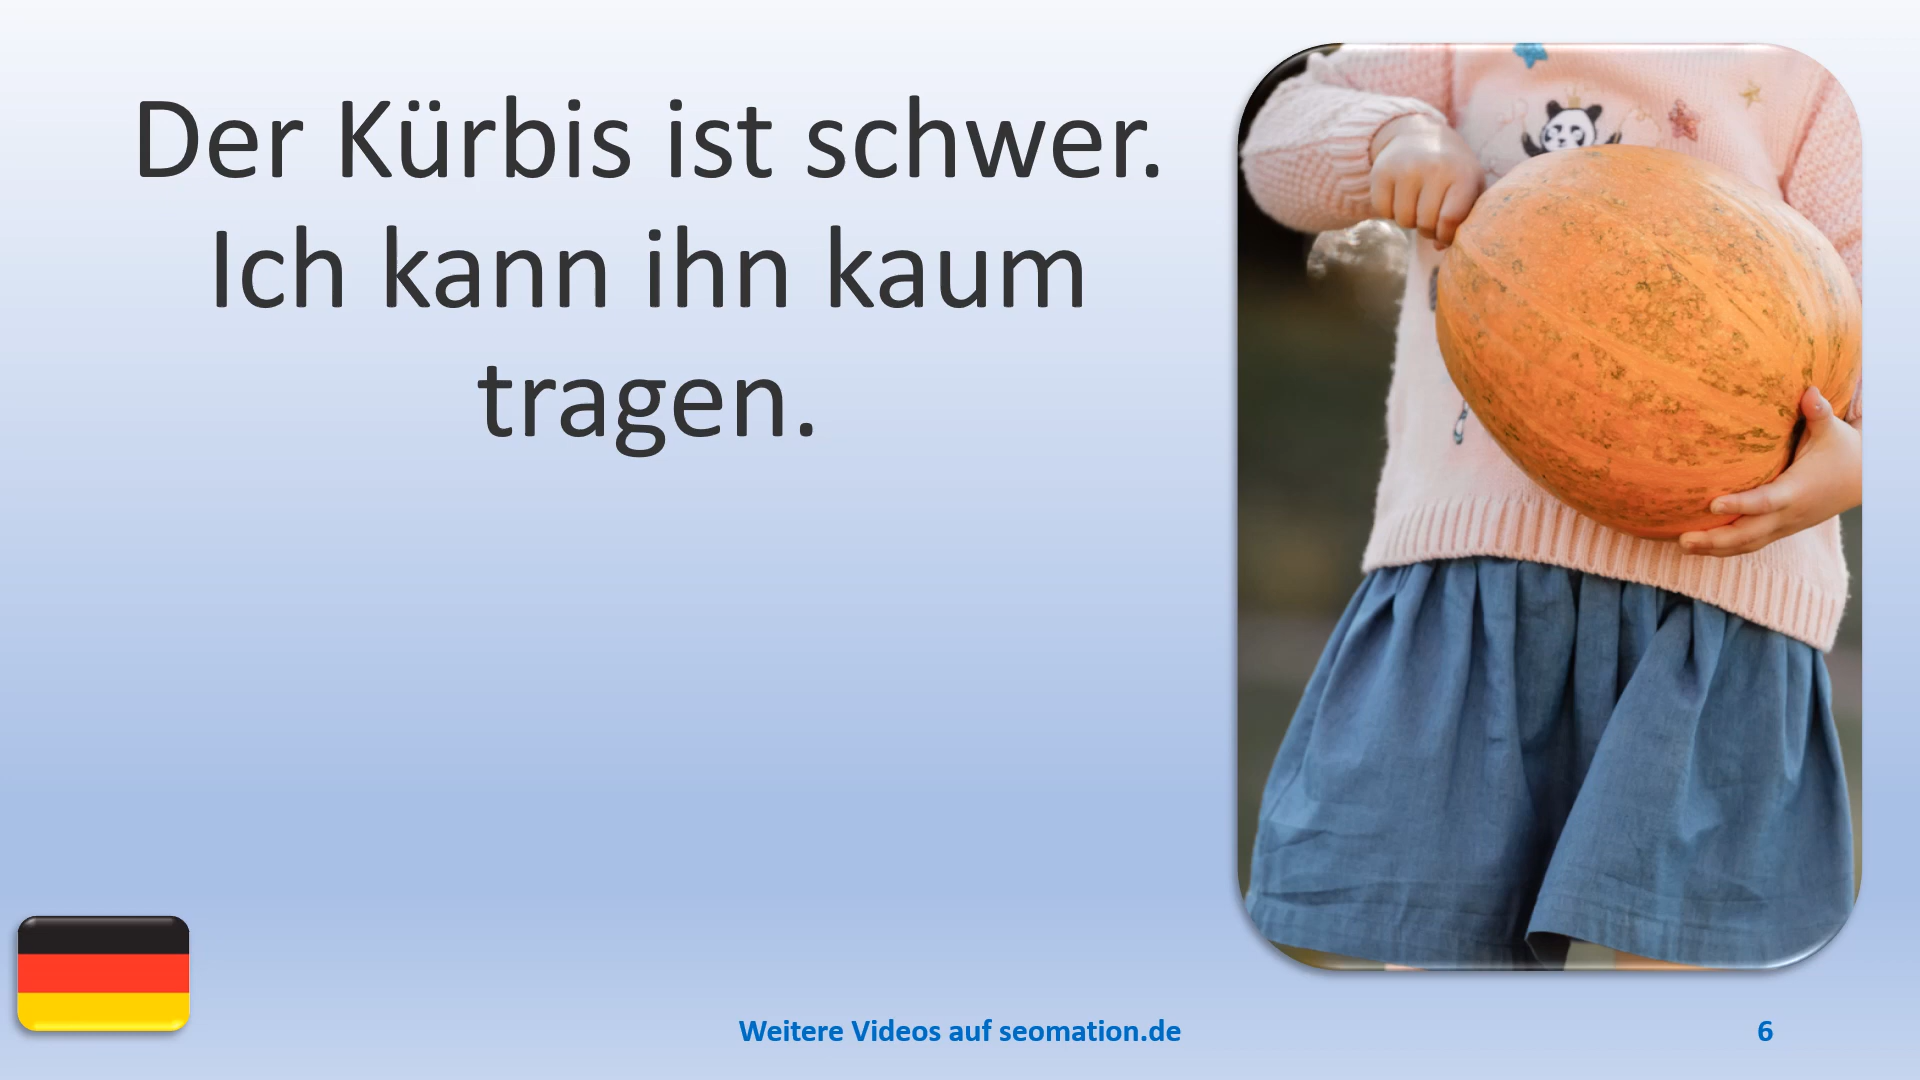 Der Kürbis ist schwer.
Ich kann ihn kaum
tragen.
Weitere Videos auf seomation.de
6